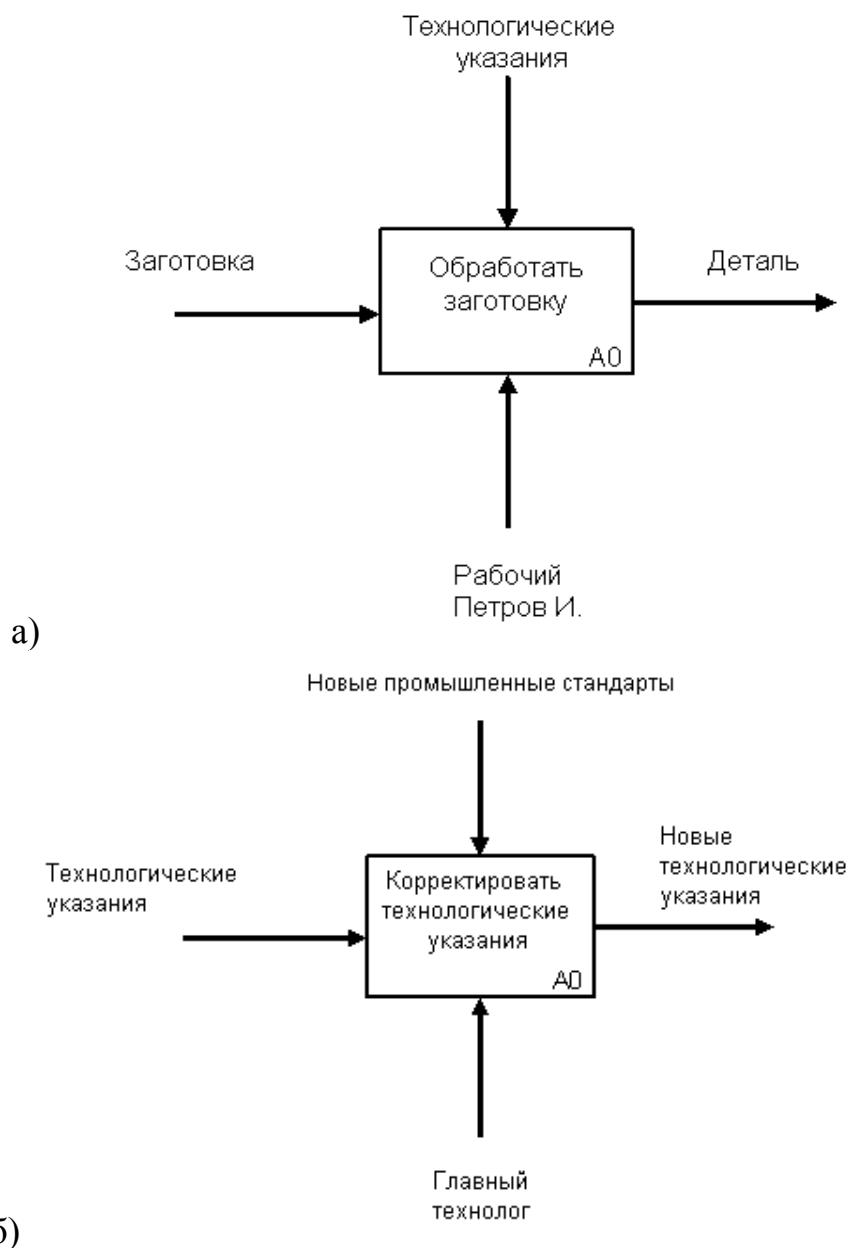 Технологические
указания
Заготовка
Обработать
заготовку
Деталь
A0
Рабочий
Петров И.
а)
Новые промышленные стандарты
Технологические
указания
Корректировать
технологические
указания
A0
Новые
технологические
указания
Главный
технолог
б)